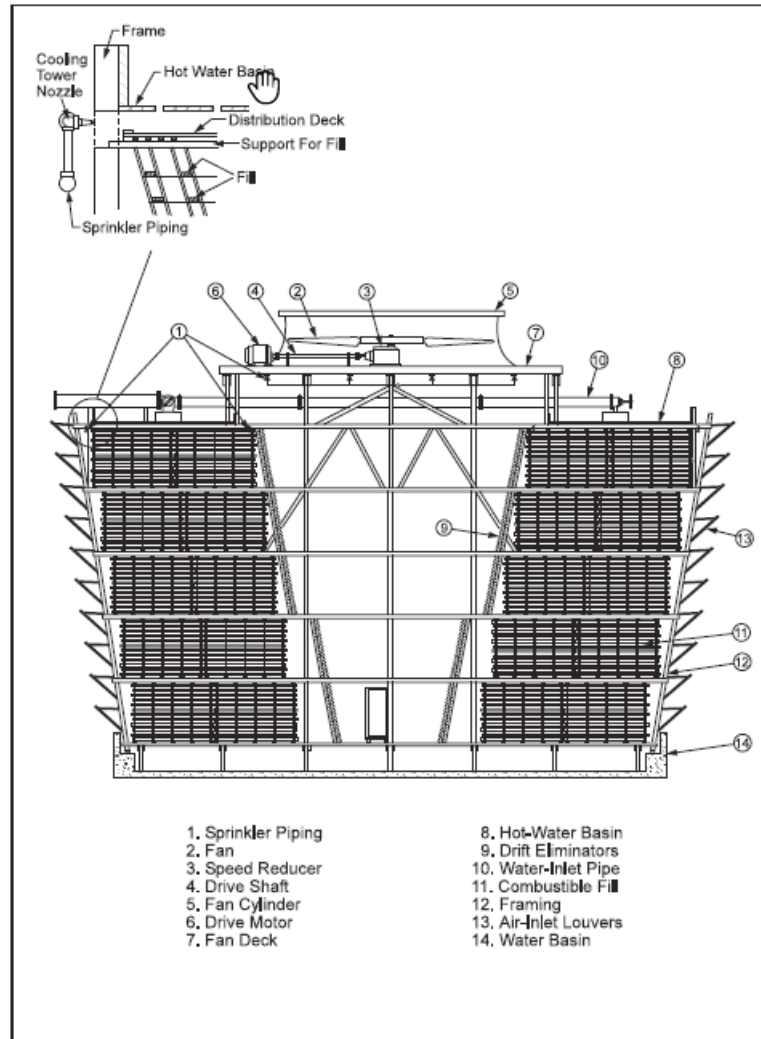 Frame
Cooling
Tower
Nozzle
Hot Water Basin
Distribution Deck
Support For Fill
Fill
Sprinkler Piping
6
4
2
3
5
1
7
10
8
9
13
11
12
14
1. Sprinkler Piping
2. Fan
3. Speed Reducer
4. Drive Shaft
5. Fan Cylinder
6. Drive Motor
7. Fan Deck
8. Hot-Water Basin
9. Drift Eliminators
10. Water-Inlet Pipe
11. Combustible Fill
12. Framing
13. Air-Inlet Louvers
14. Water Basin